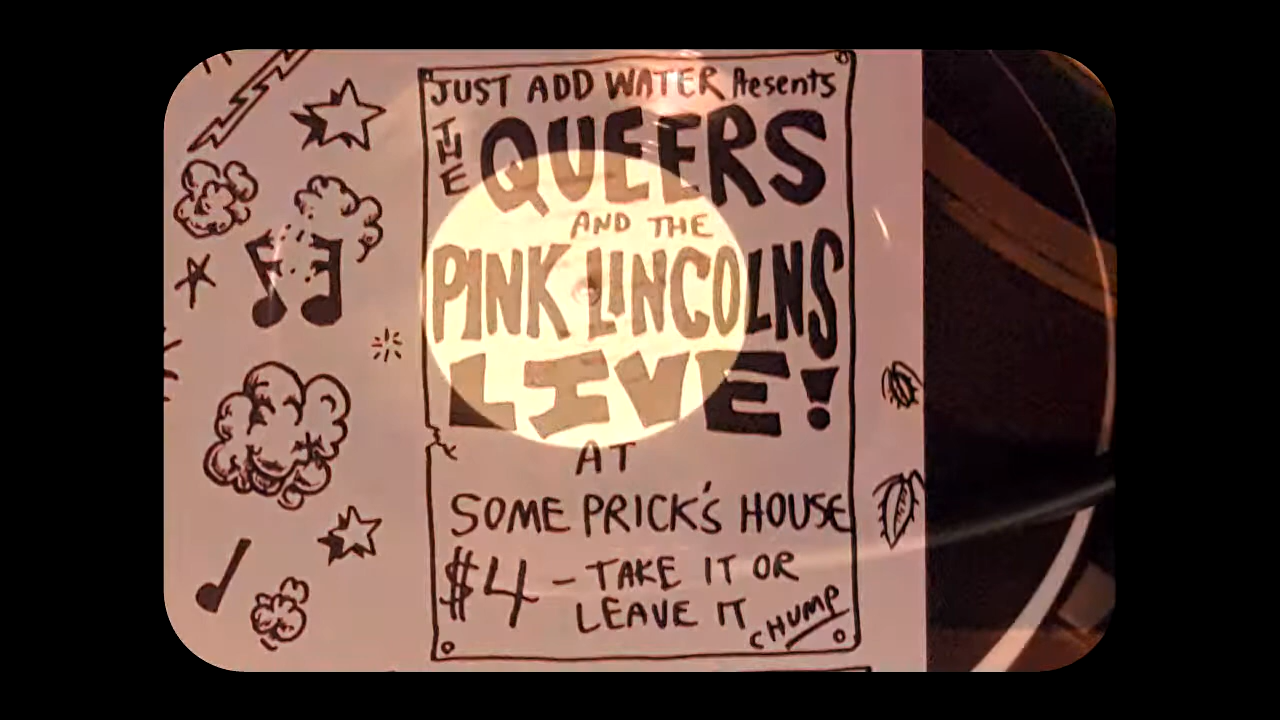 JUST ADD WATER Presents
THE QUEERS
AND THE
PINK LINCOLNS
LIVE!
AT
SOME PRICK'S HOUSE
$4 - TAKE IT OR
LEAVE IT
CHUMP